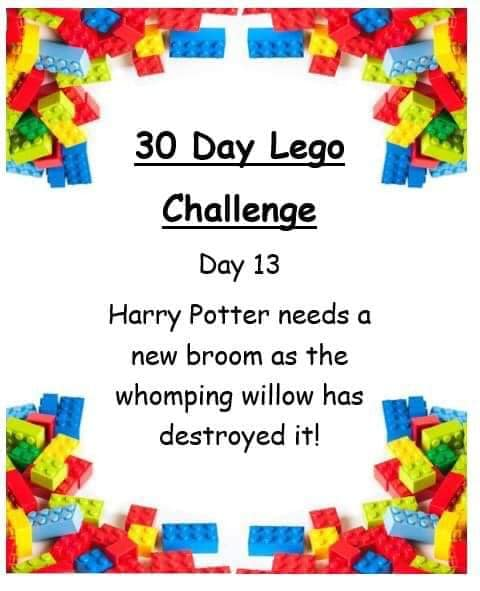 30 Day Lego
Challenge
Day 13
Harry Potter needs a
new broom as the
whomping willow has
destroyed it!